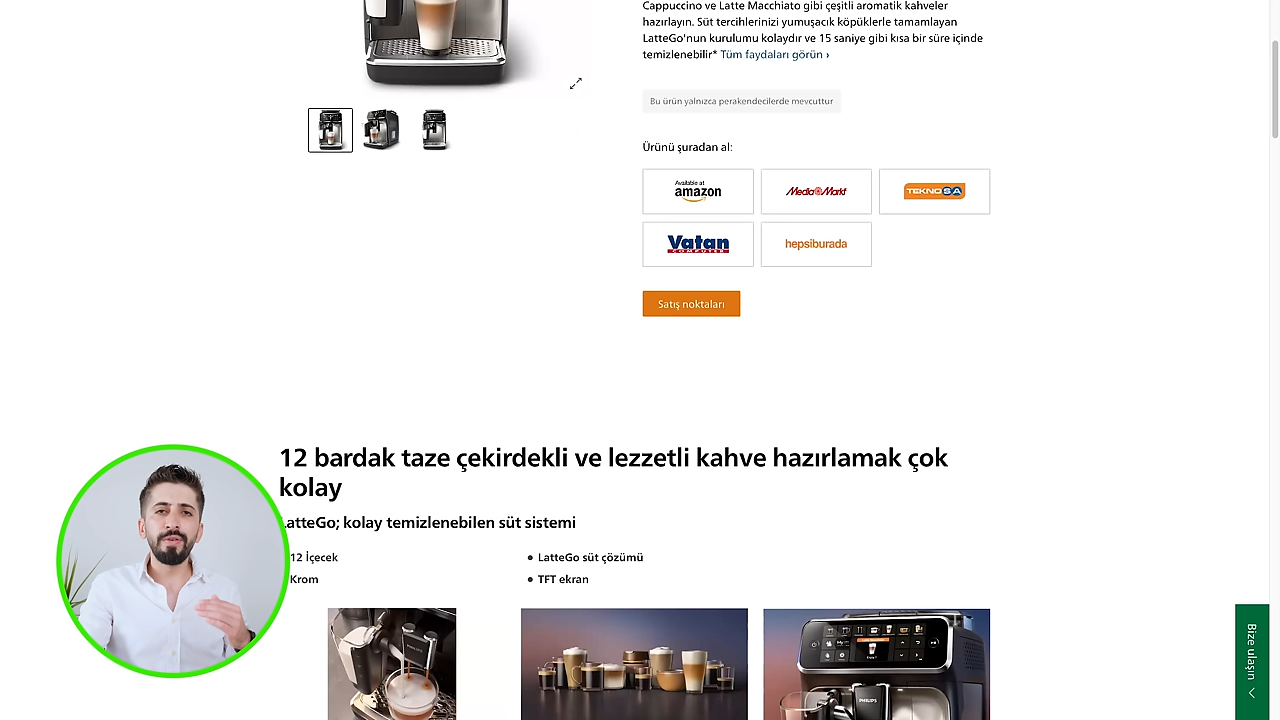 Cappuccino ve Latte Macchiato gibi çeşitli aromatik kahveler
hazırlayın. Süt tercihlerinizi yumuşacık köpüklerle tamamlayan
LatteGo'nun kurulumu kolaydır ve 15 saniye gibi kısa bir süre içinde
temizlenebilir* Tüm faydaları görün ›
Bu ürün yalnızca perakendecilerde mevcuttur
Ürünü şuradan al:
Available at
amazon
Media Markt
TEKNOSA
Vatan
COMPUTER
hepsiburada
Satış noktaları
12 bardak taze çekirdekli ve lezzetli kahve hazırlamak çok
kolay
LatteGo; kolay temizlenebilen süt sistemi
12 İçecek
• LatteGo süt çözümü
Krom
• TFT ekran
PHILIPS
PHILIPS
Bize ulaşın